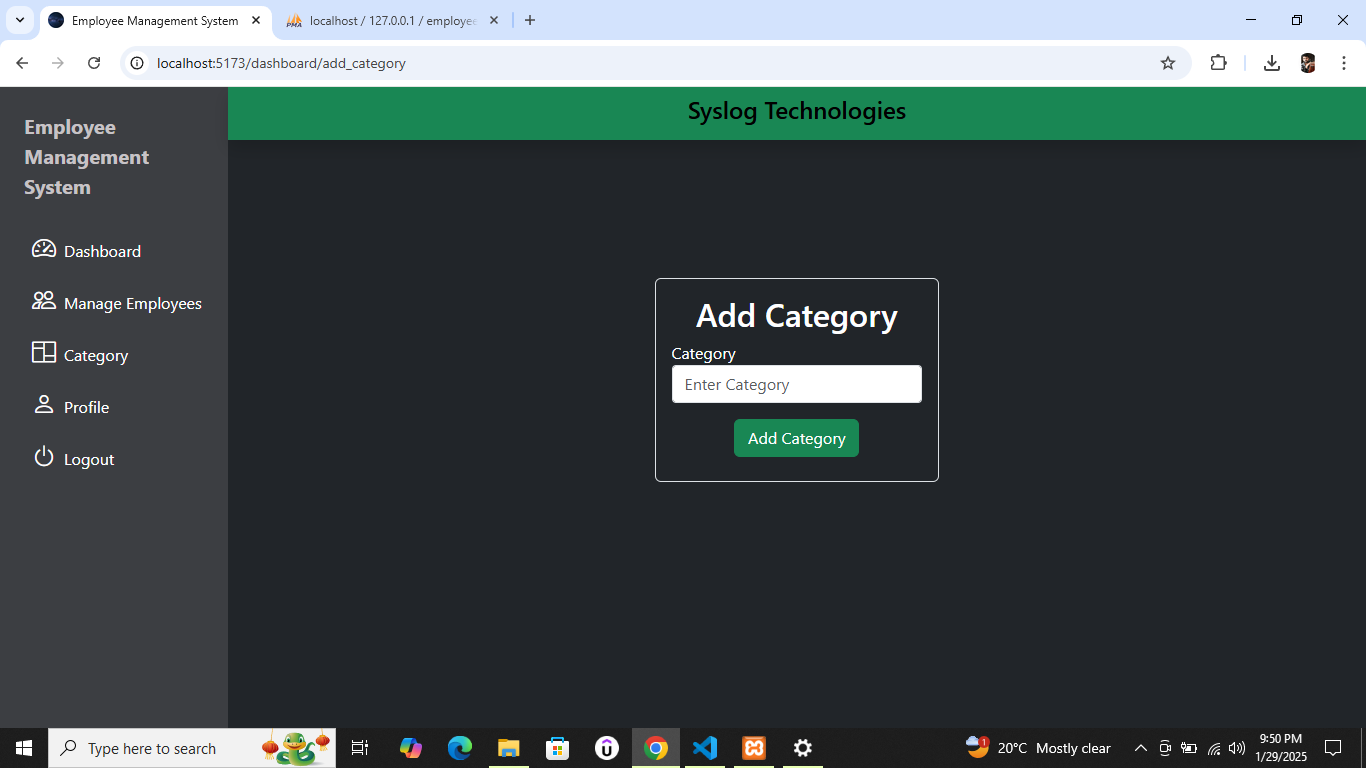 Employee Management System
localhost / 127.0.0.1 / employee
localhost:5173/dashboard/add_category
Employee
Management
System
Dashboard
Manage Employees
Category
Profile
Logout
Syslog Technologies
Add Category
Category
Enter Category
Add Category
Type here to search
1
20°C Mostly clear
9:50 PM
1/29/2025